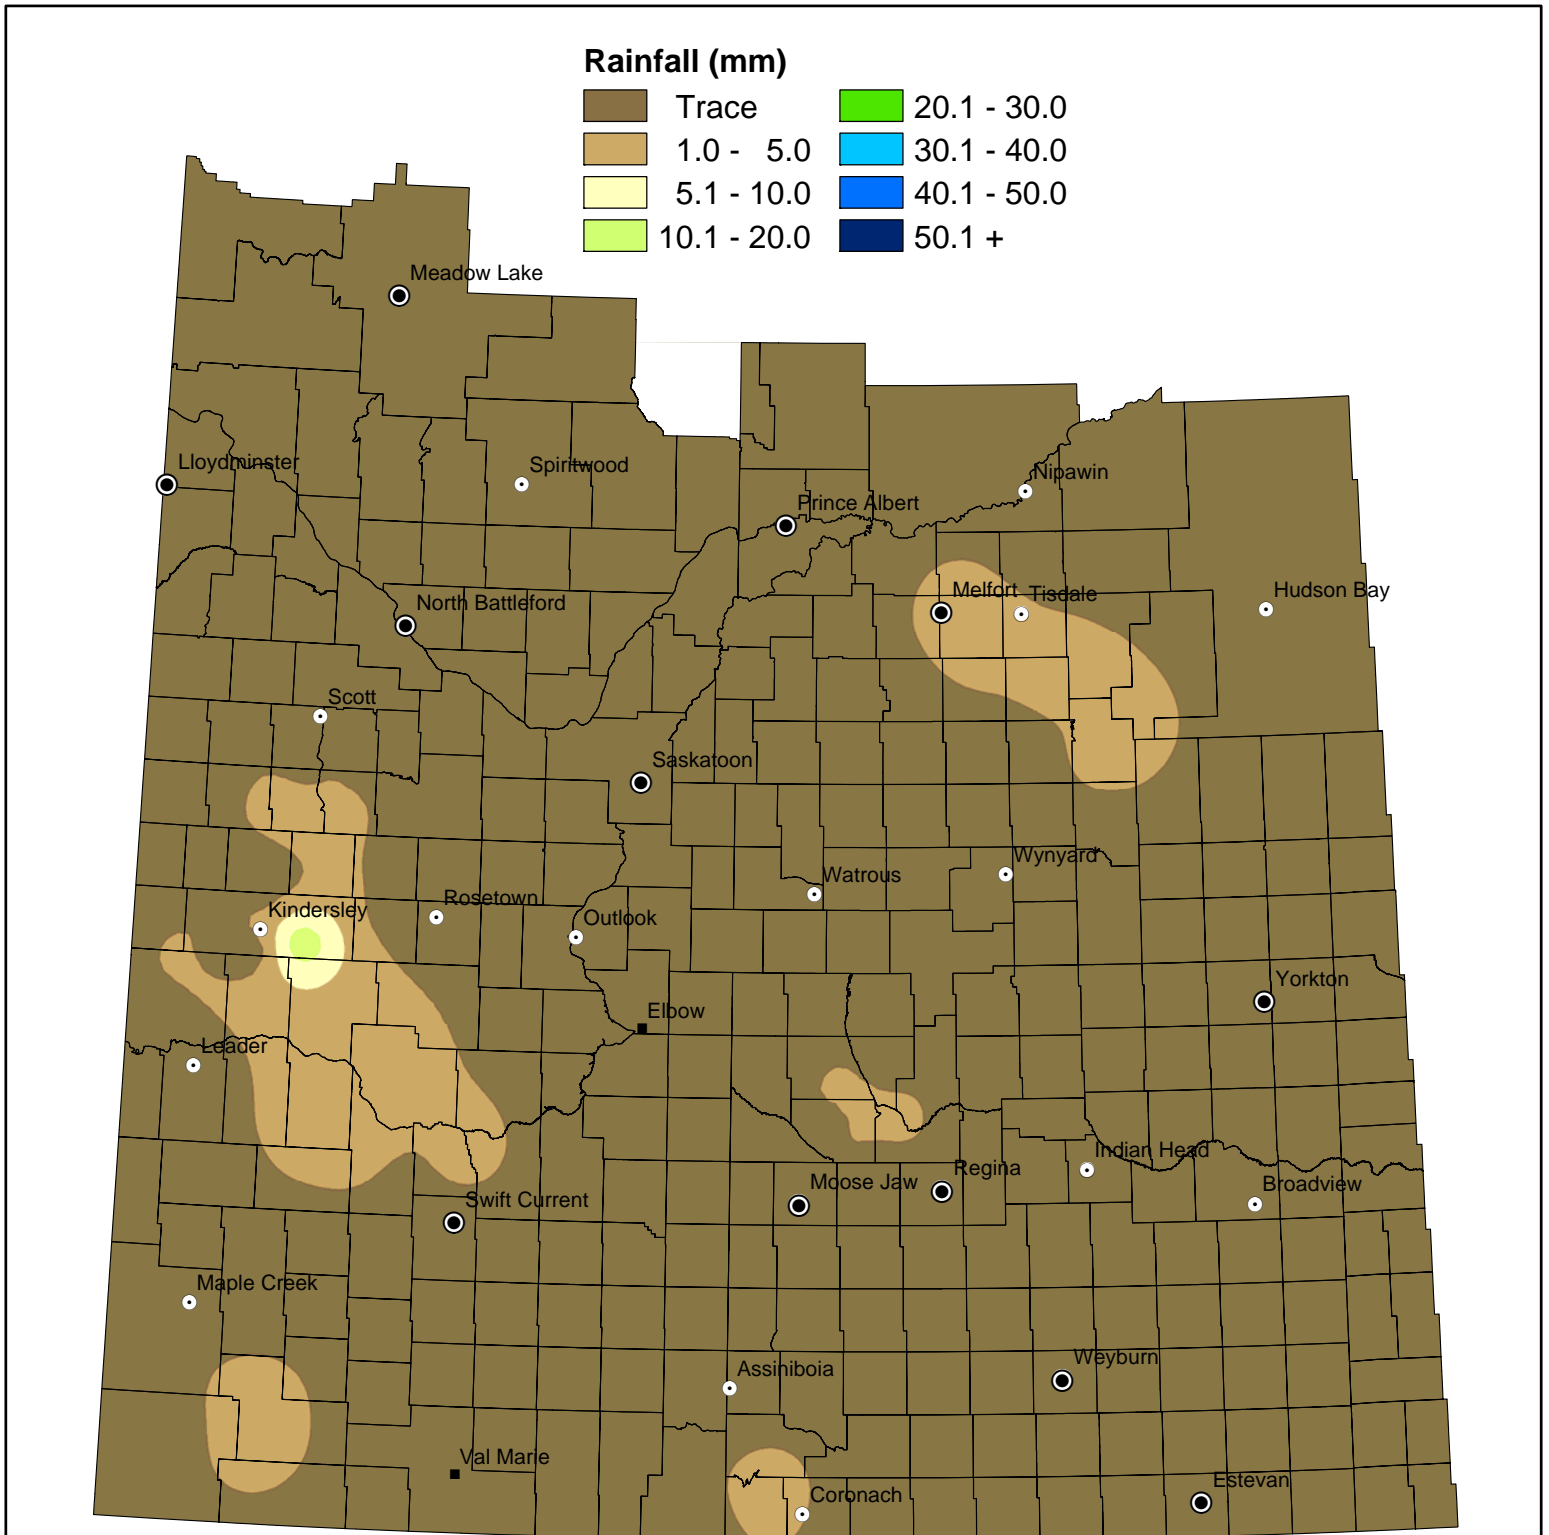 Rainfall (mm)
Trace
1.0 - 5.0
5.1 - 10.0
10.1 - 20.0
20.1 - 30.0
30.1 - 40.0
40.1 - 50.0
50.1 +
Meadow Lake
Lloydminster
Spiritwood
Nipawin
Prince Albert
Melfort
Tisdale
Hudson Bay
North Battleford
Scott
Saskatoon
Wynyard
Watrous
Rosetown
Kindersley
Outlook
Yorkton
Elbow
Leader
Indian Head
Regina
Moose Jaw
Broadview
Swift Current
Maple Creek
Weyburn
Assiniboia
Val Marie
Estevan
Coronach